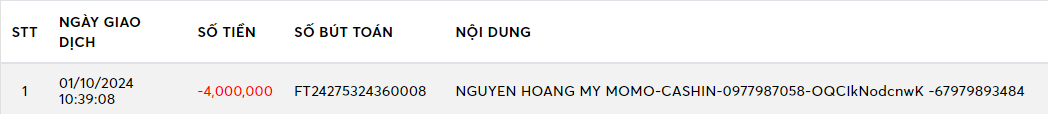 STT NGÀY GIAO DỊCH SỐ TIỀN SỐ BÚT TOÁN NỘI DUNG
1 01/10/2024 10:39:08 -4,000,000 FT24275324360008 NGUYEN HOANG MY MOMO-CASHIN-0977987058-OQCIkNodcnwK -67979893484